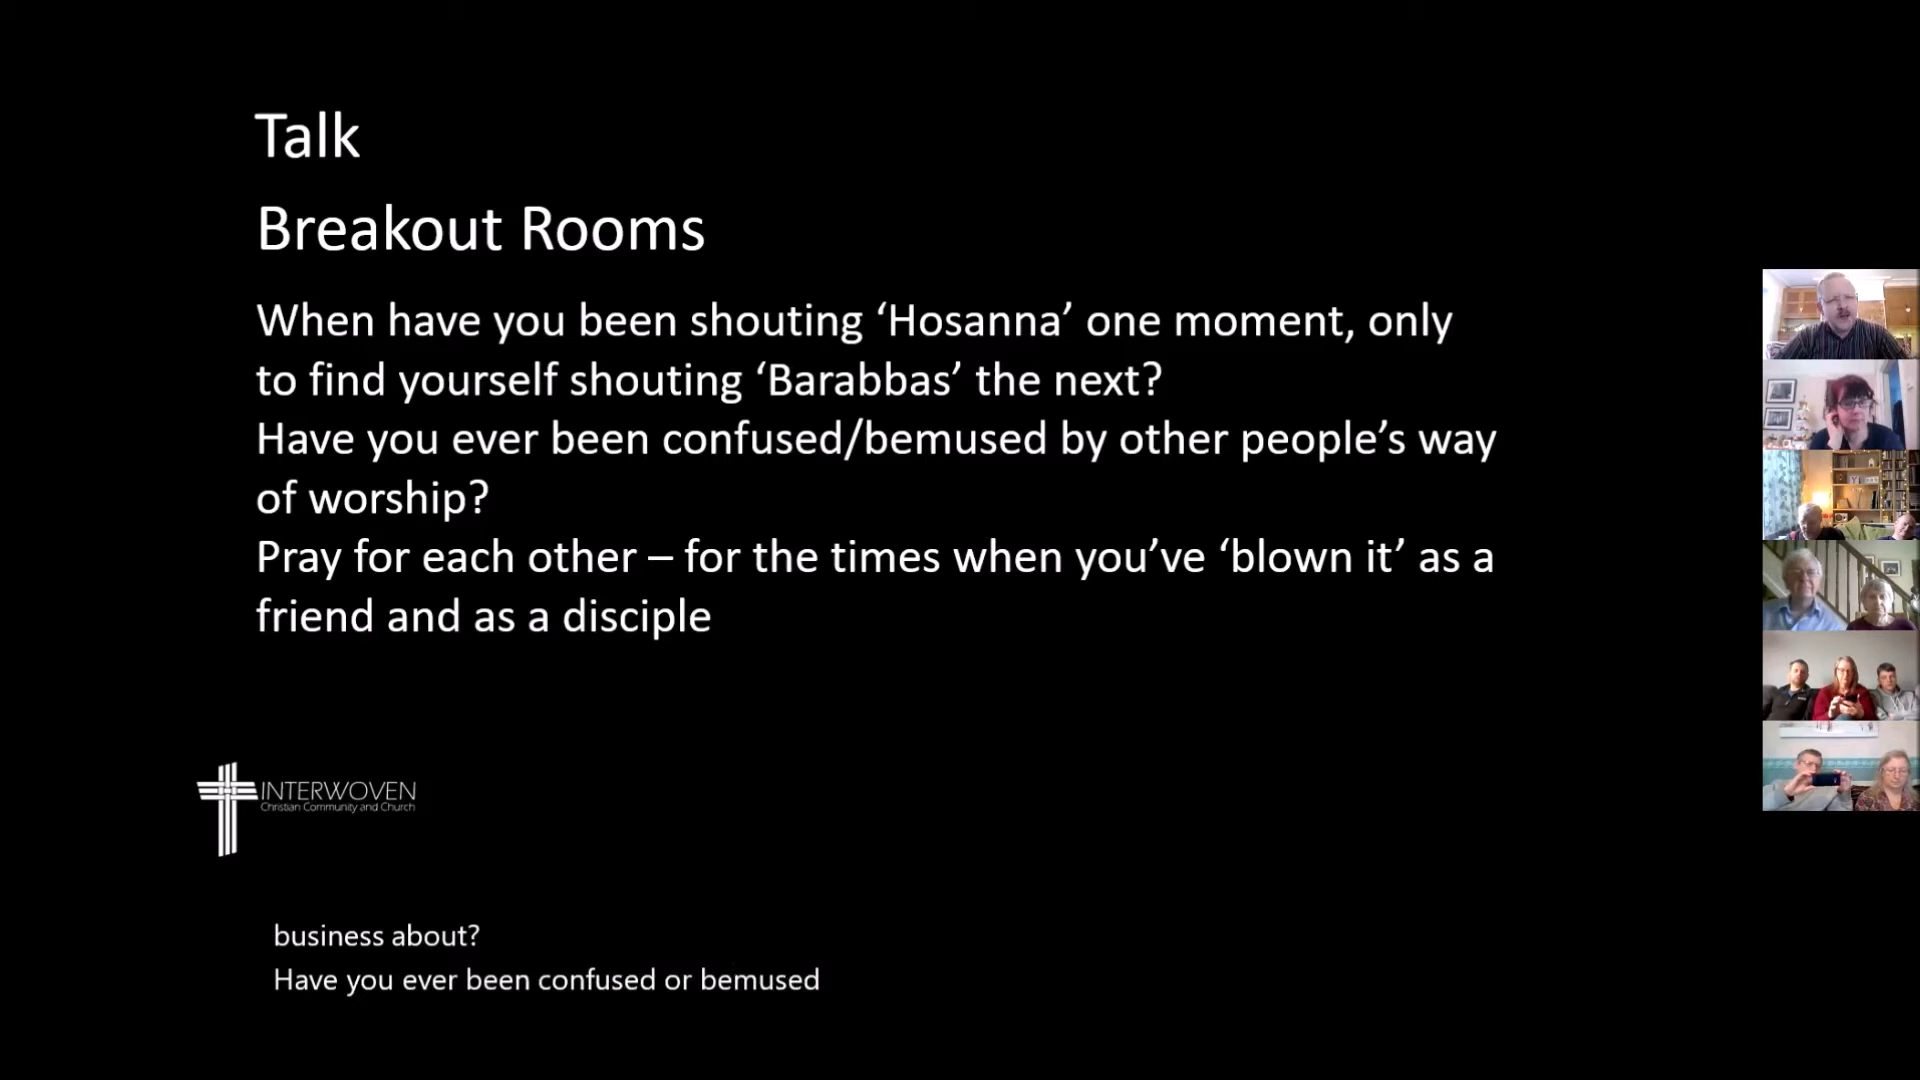 Talk
Breakout Rooms
When have you been shouting ‘Hosanna’ one moment, only
to find yourself shouting ‘Barabbas’ the next?
Have you ever been confused/bemused by other people’s way
of worship?
Pray for each other – for the times when you’ve ‘blown it’ as a
friend and as a disciple
INTERWOVEN
Christian Community and Church
business about?
Have you ever been confused or bemused